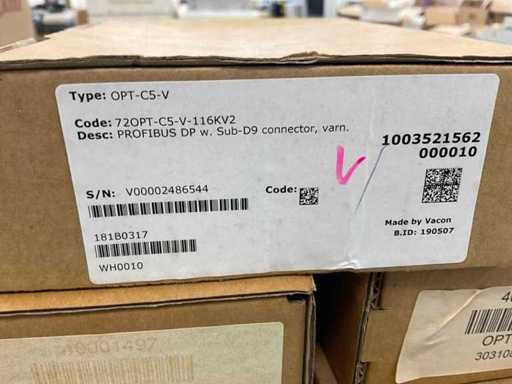 Type: OPT-C5-V
Code: 72OPT-C5-V-116KV2
Desc: PROFIBUS DP w. Sub-D9 connector, varn.
1003521562
000010
S/N: V00002486544
Code:
V
181B0317
Made by Vacon
B.ID: 190507
WH0010
40001497
OPT